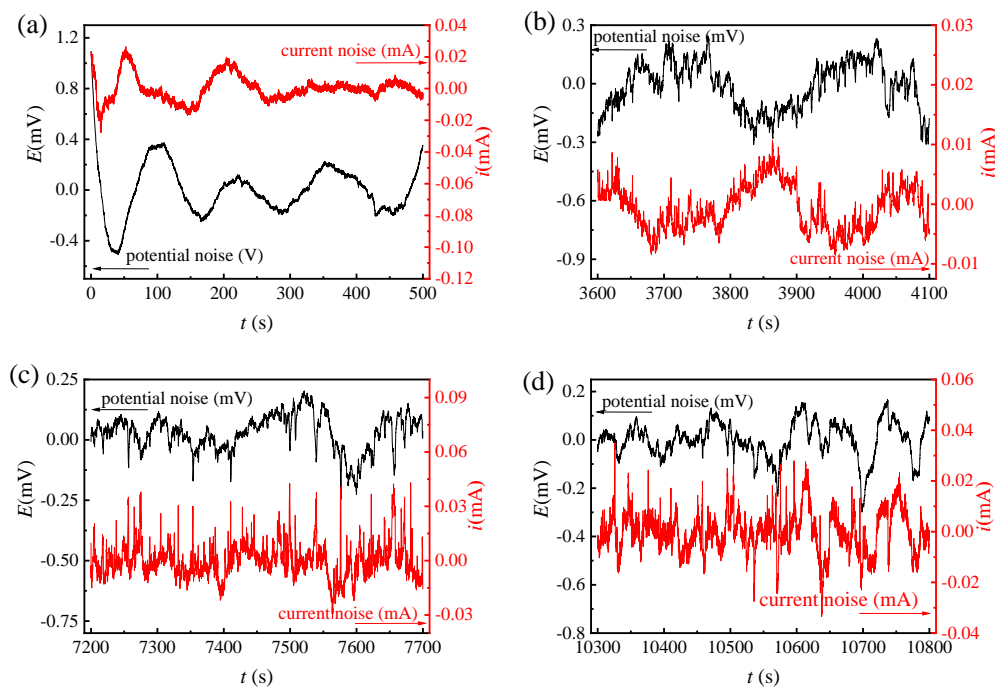 (a)
E(mV)
1.2
0.8
0.4
0.0
-0.4
current noise (mA)
potential noise (V)
0.04
0.02
0.00
-0.02
-0.04
-0.06
-0.08
-0.10
-0.12
i(mA)
0 100 200 300 400 500
t (s)
(b)
E(mV)
0.3
0.0
-0.3
-0.6
-0.9
potential noise (mV)
current noise (mA)
0.03
0.02
0.01
0.00
-0.01
i(mA)
3600 3700 3800 3900 4000 4100
t (s)
(c)
E(mV)
0.25
0.00
-0.25
-0.50
-0.75
potential noise (mV)
current noise (mA)
0.09
0.06
0.03
0.00
-0.03
i(mA)
7200 7300 7400 7500 7600 7700
t (s)
(d)
E(mV)
0.2
0.0
-0.2
-0.4
-0.6
-0.8
potential noise (mV)
current noise (mA)
0.06
0.04
0.02
0.00
-0.02
-0.04
i(mA)
10300 10400 10500 10600 10700 10800
t (s)